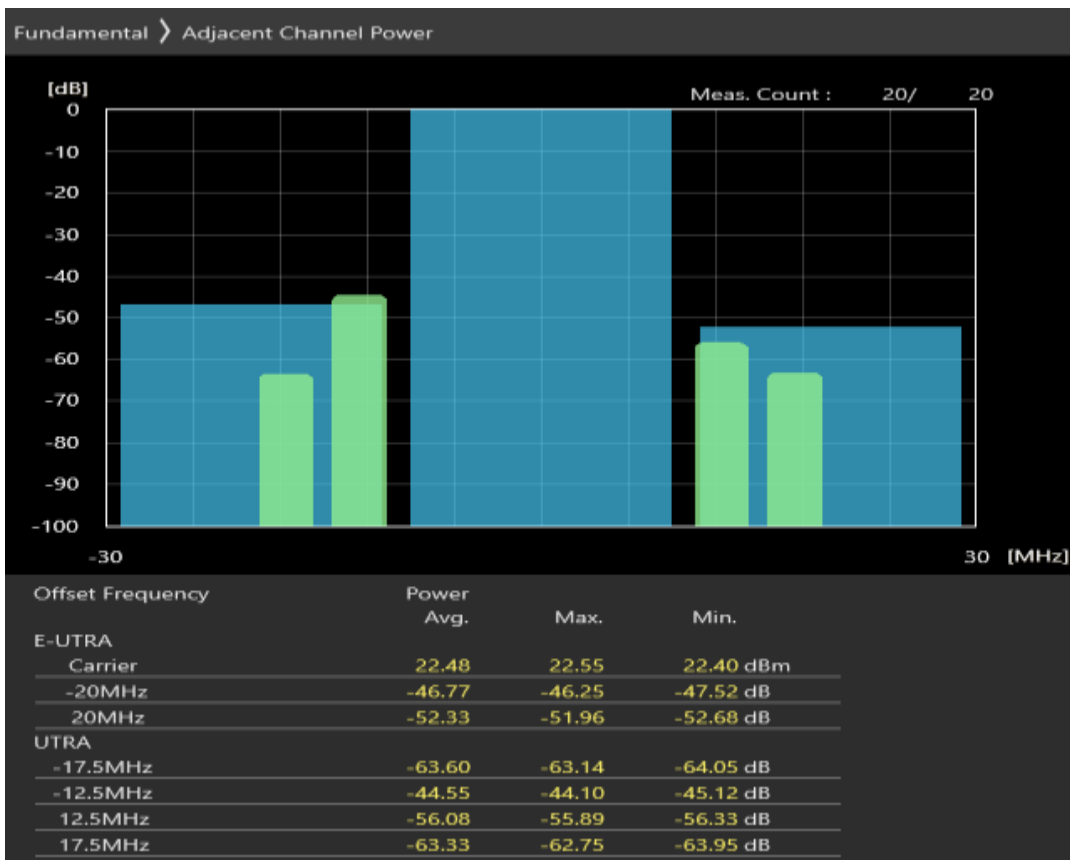 Fundamental ❯ Adjacent Channel Power
[dB]
Meas. Count : 20/ 20
0
-10
-20
-30
-40
-50
-60
-70
-80
-90
-100
-30 30 [MHz]
Offset Frequency Power
Avg. Max. Min.
E-UTRA
Carrier 22.48 22.55 22.40 dBm
-20MHz -46.77 -46.25 -47.52 dB
20MHz -52.33 -51.96 -52.68 dB
UTRA
-17.5MHz -63.60 -63.14 -64.05 dB
-12.5MHz -44.55 -44.10 -45.12 dB
12.5MHz -56.08 -55.89 -56.33 dB
17.5MHz -63.33 -62.75 -63.95 dB